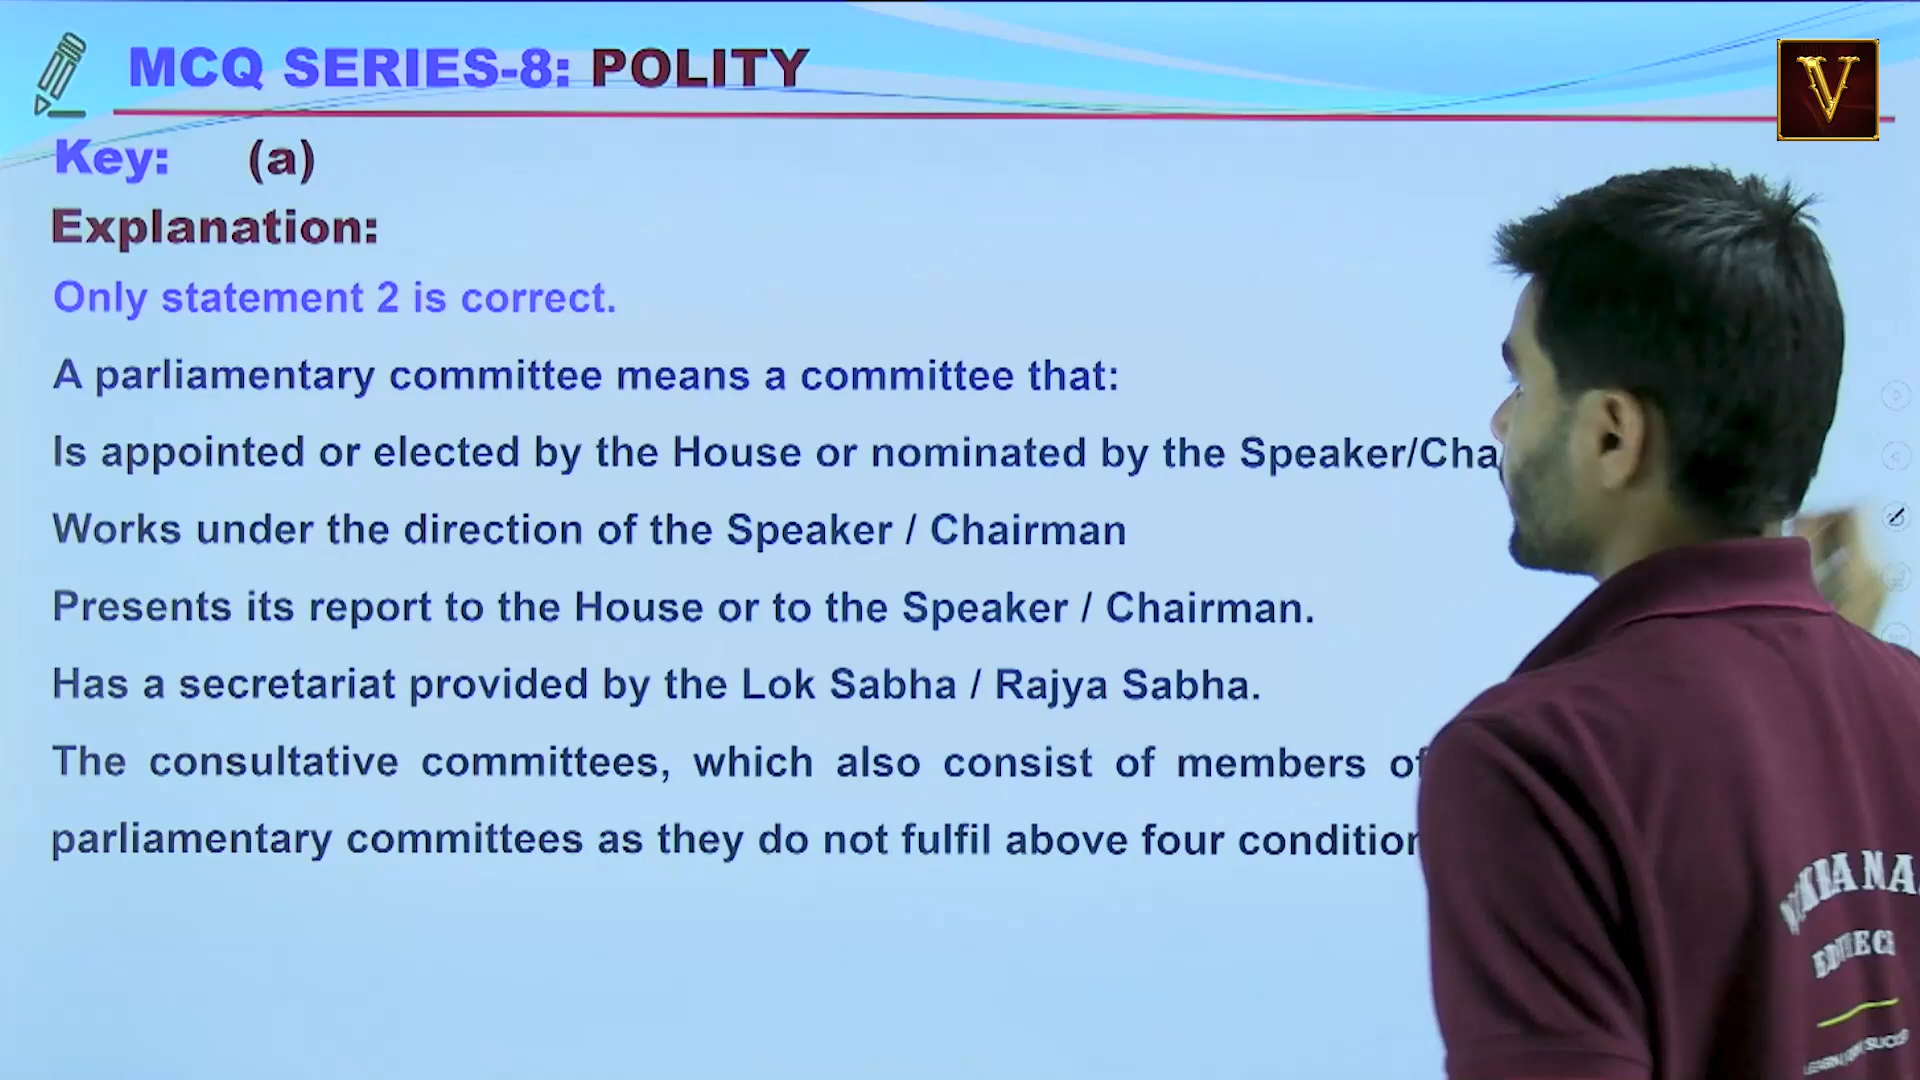 MCQ SERIES-8: POLITY
V
Key: (a)
Explanation:
Only statement 2 is correct.
A parliamentary committee means a committee that:
Is appointed or elected by the House or nominated by the Speaker/Cha
Works under the direction of the Speaker / Chairman
Presents its report to the House or to the Speaker / Chairman.
Has a secretariat provided by the Lok Sabha / Rajya Sabha.
The consultative committees, which also consist of members of
parliamentary committees as they do not fulfil above four condition